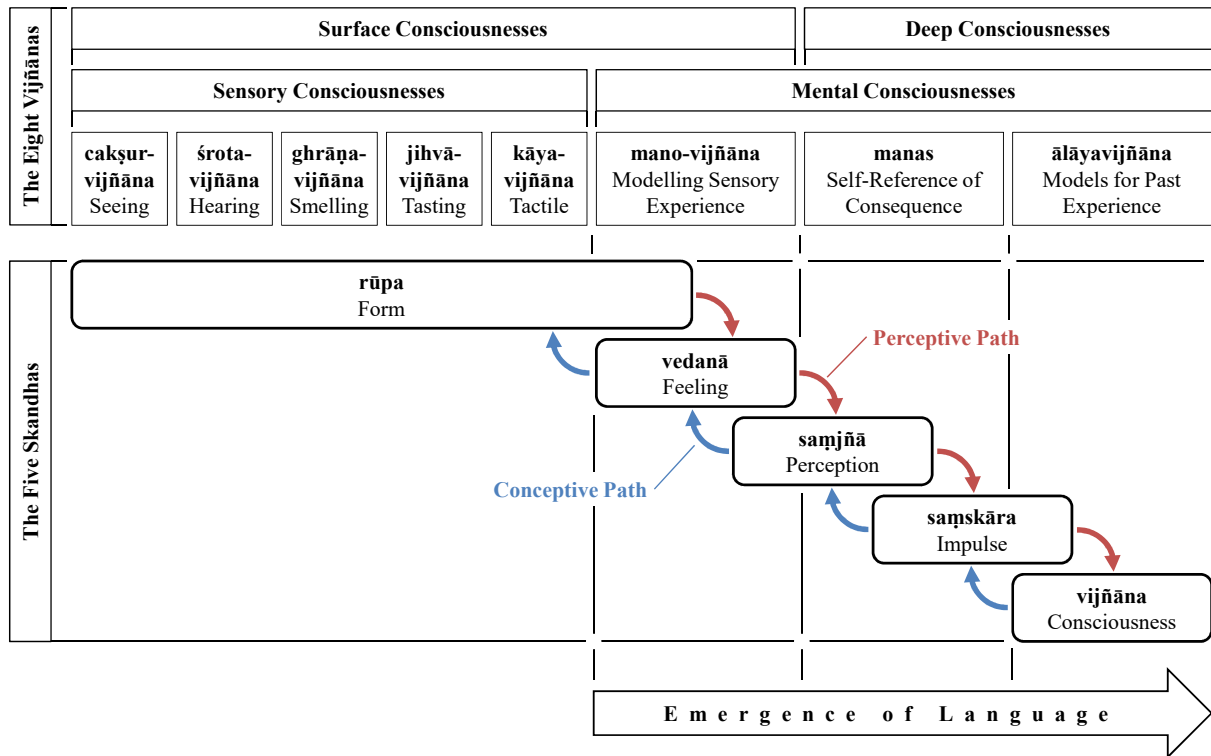 The Eight Vijñānas
Surface Consciousnesses
Deep Consciousnesses
Sensory Consciousnesses
Mental Consciousnesses
cakṣur-
vijñāna
Seeing
śrota-
vijñāna
Hearing
ghrāṇa-
vijñāna
Smelling
jihvā-
vijñāna
Tasting
kāya-
vijñāna
Tactile
mano-vijñāna
Modelling Sensory
Experience
manas
Self-Reference of
Consequence
ālāyavijñāna
Models for Past
Experience
The Five Skandhas
rūpa
Form
Perceptive Path
vedanā
Feeling
saṃjñā
Perception
Conceptive Path
saṃskāra
Impulse
vijñāna
Consciousness
Emergence of Language